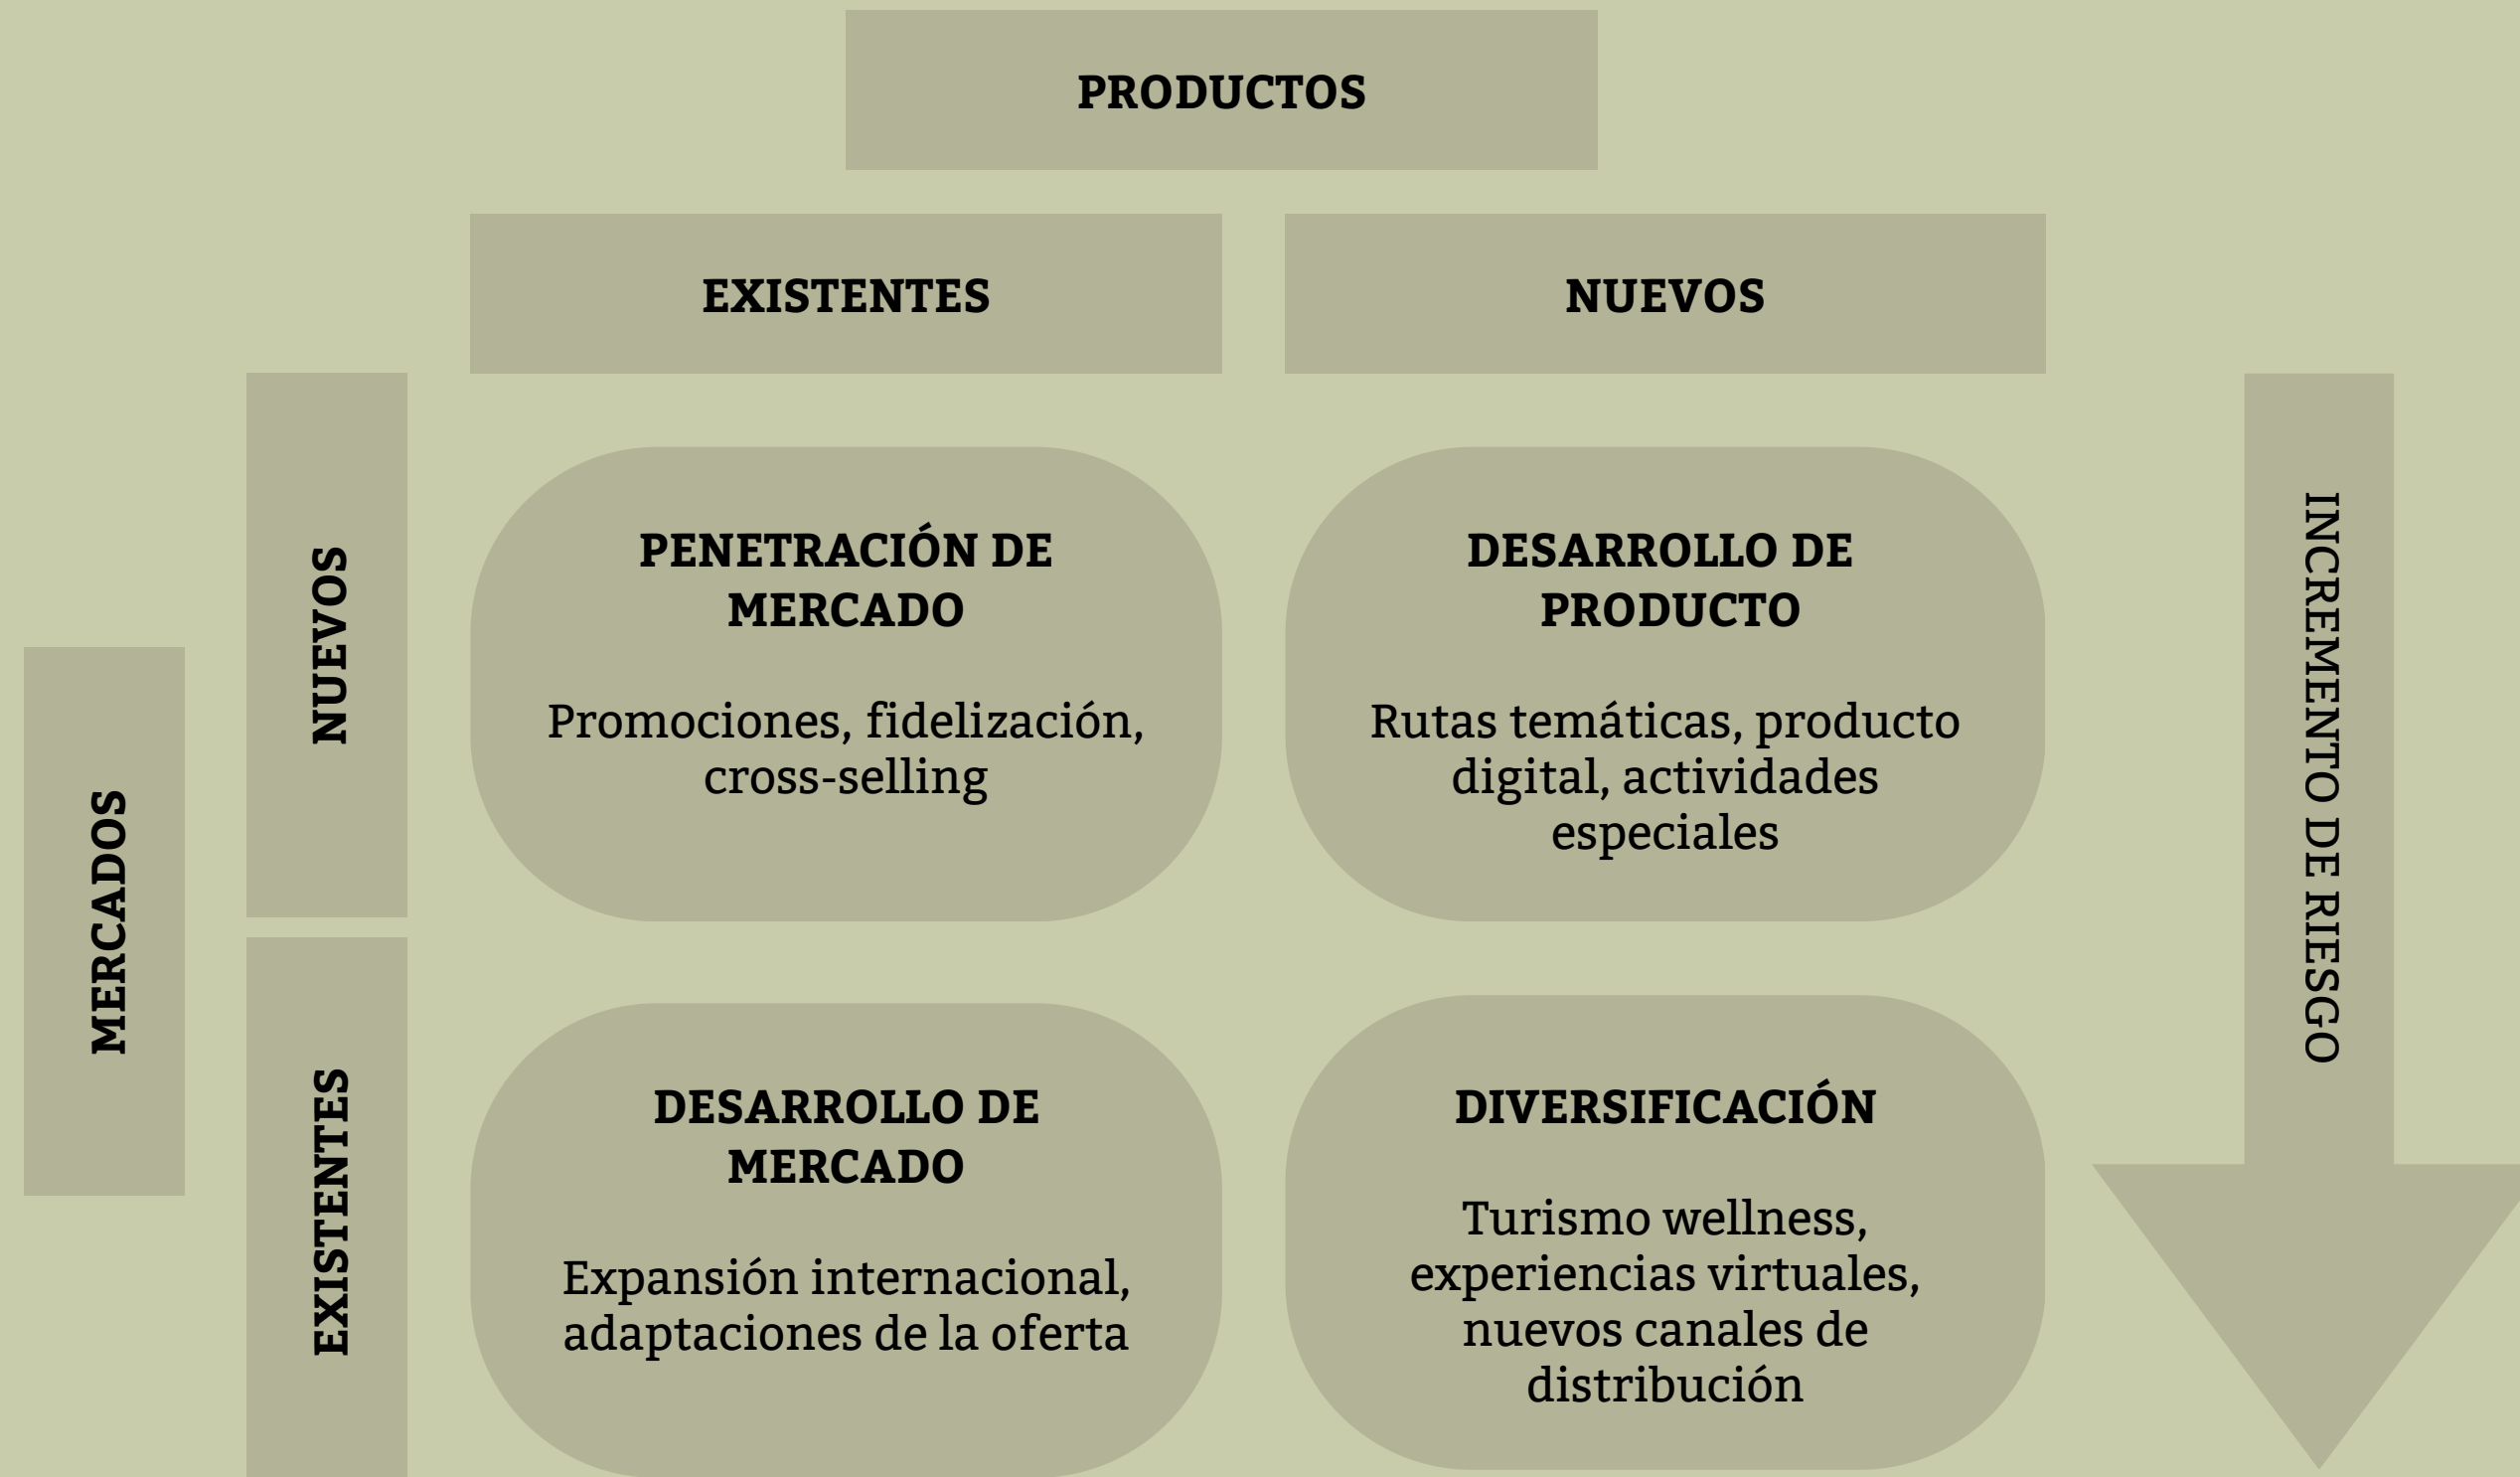 PRODUCTOS
EXISTENTES
NUEVOS
MERCADOS
NUEVOS
PENETRACIÓN DE
MERCADO
Promociones, fidelización,
cross-selling
DESARROLLO DE
PRODUCTO
Rutas temáticas, producto
digital, actividades
especiales
EXISTENTES
DESARROLLO DE
MERCADO
Expansión internacional,
adaptaciones de la oferta
DIVERSIFICACIÓN
Turismo wellness,
experiencias virtuales,
nuevos canales de
distribución
INCREMENTO DE RIESGO